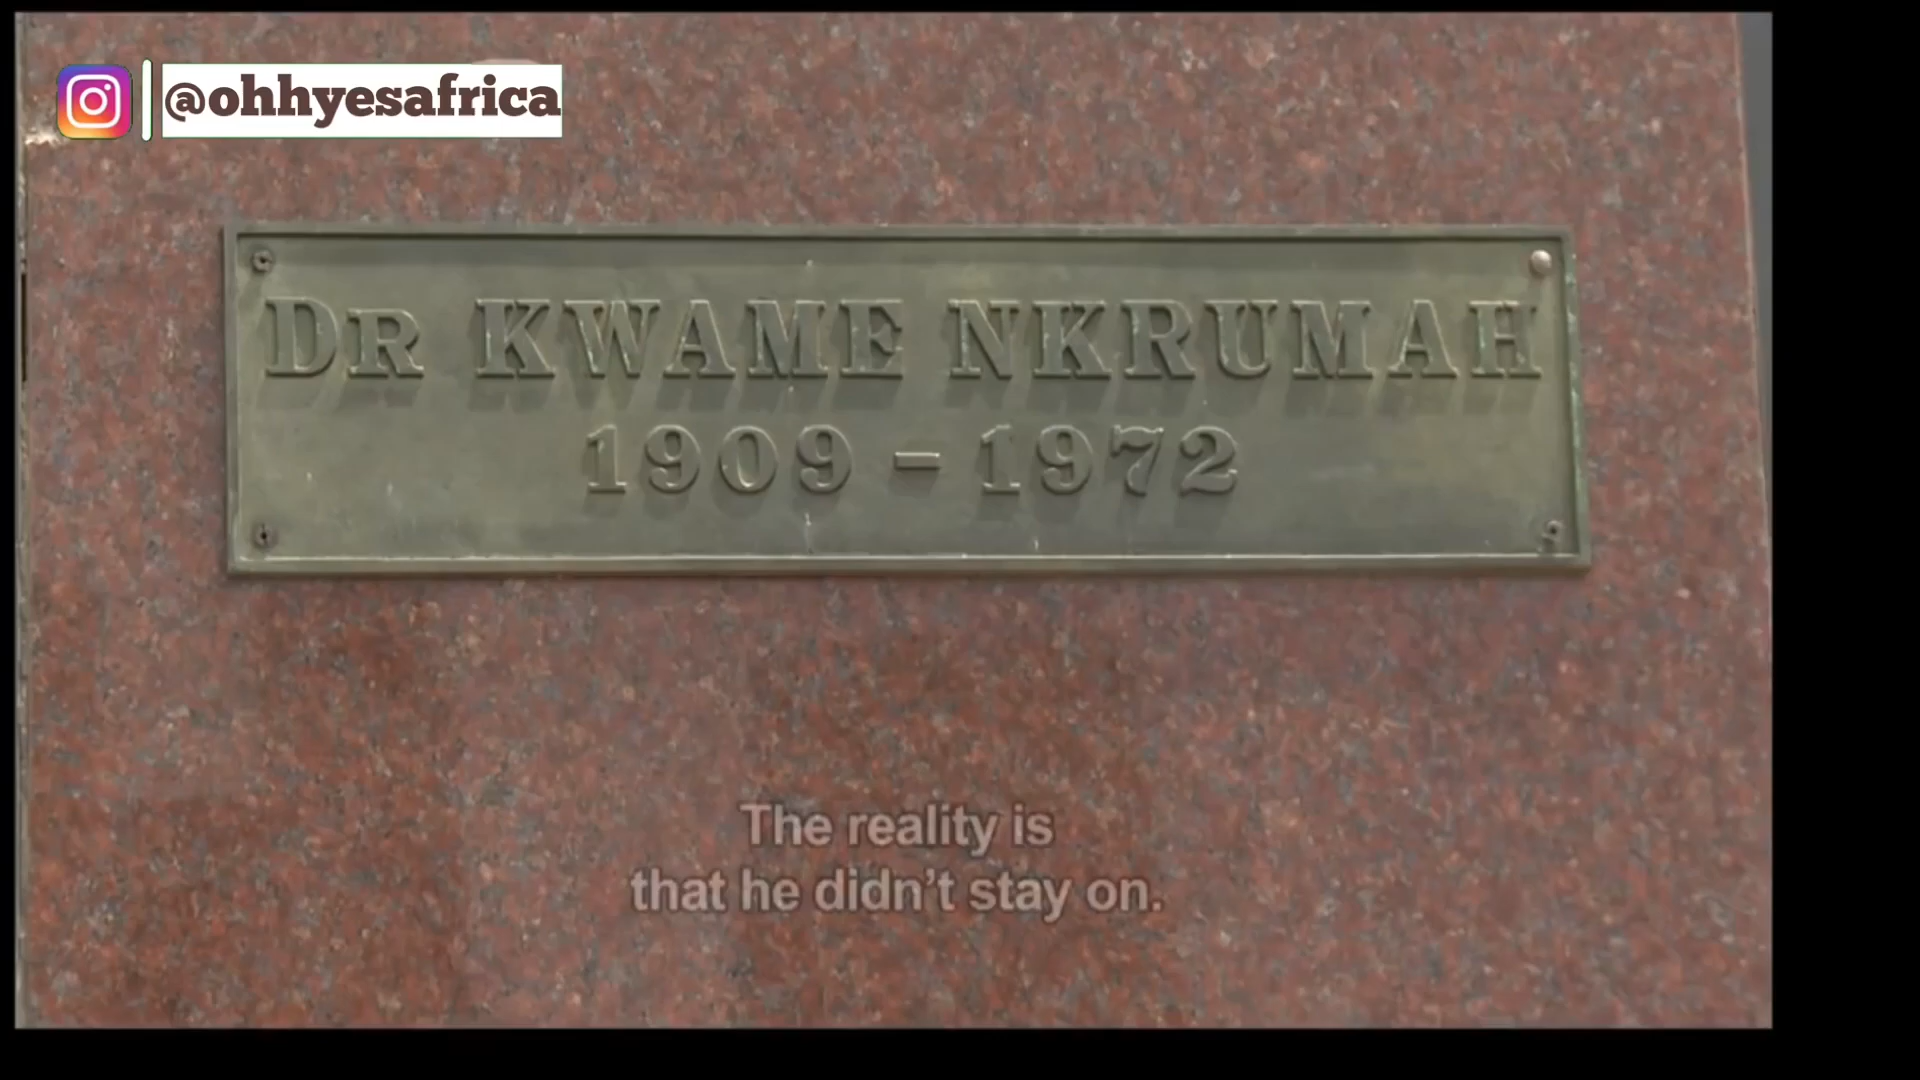 @ohhyesafrica
DR KWAME NKRUMAH
1909 - 1972
The reality is
that he didn't stay on.